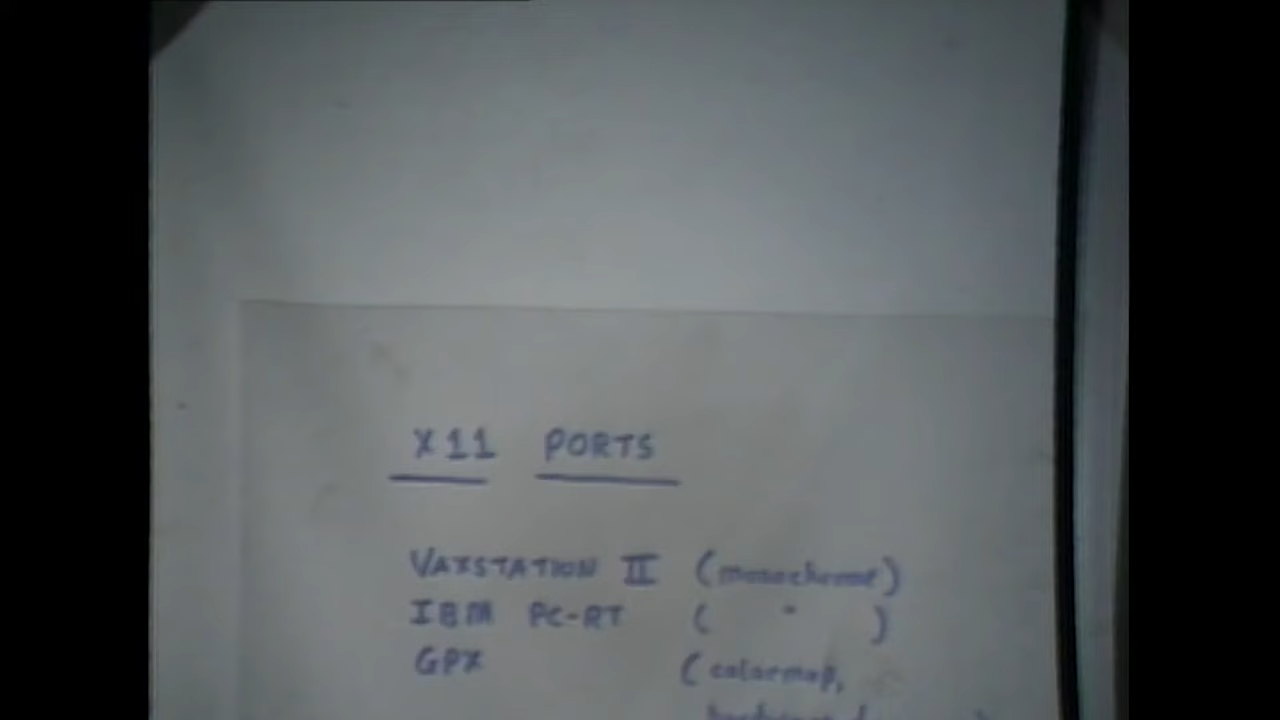 X11 PORTS
VAXSTATION II (monochrome)
IBM PC-RT ( " )
GPX (colormap,